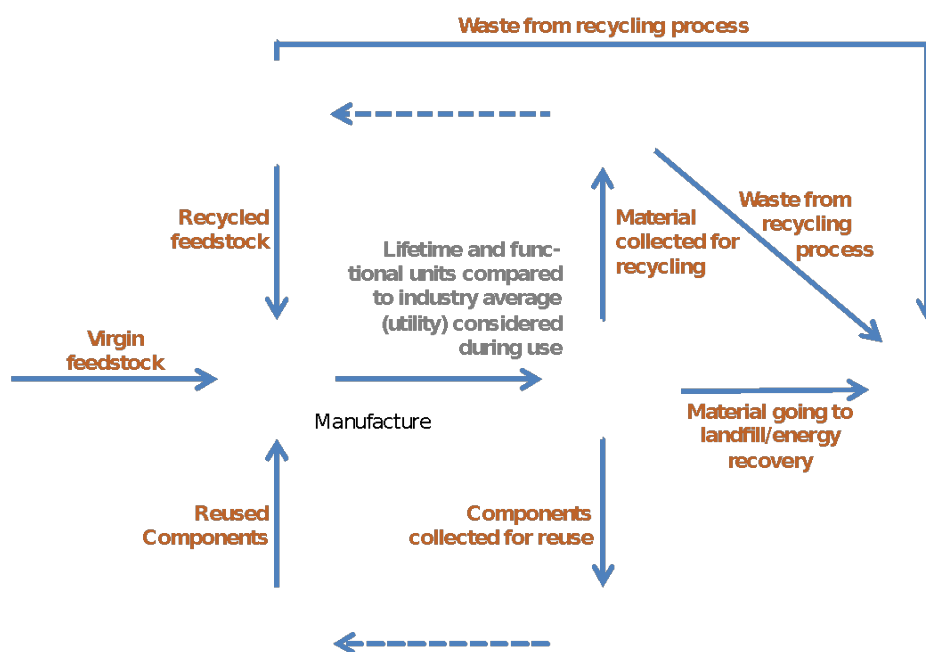 Waste from recycling process
Recycled
feedstock
Material
collected for
recycling
Waste from
recycling
process
Lifetime and func-
tional units compared
to industry average
(utility) considered
during use
Virgin
feedstock
Manufacture
Material going to
landfill/energy
recovery
Reused
Components
Components
collected for reuse